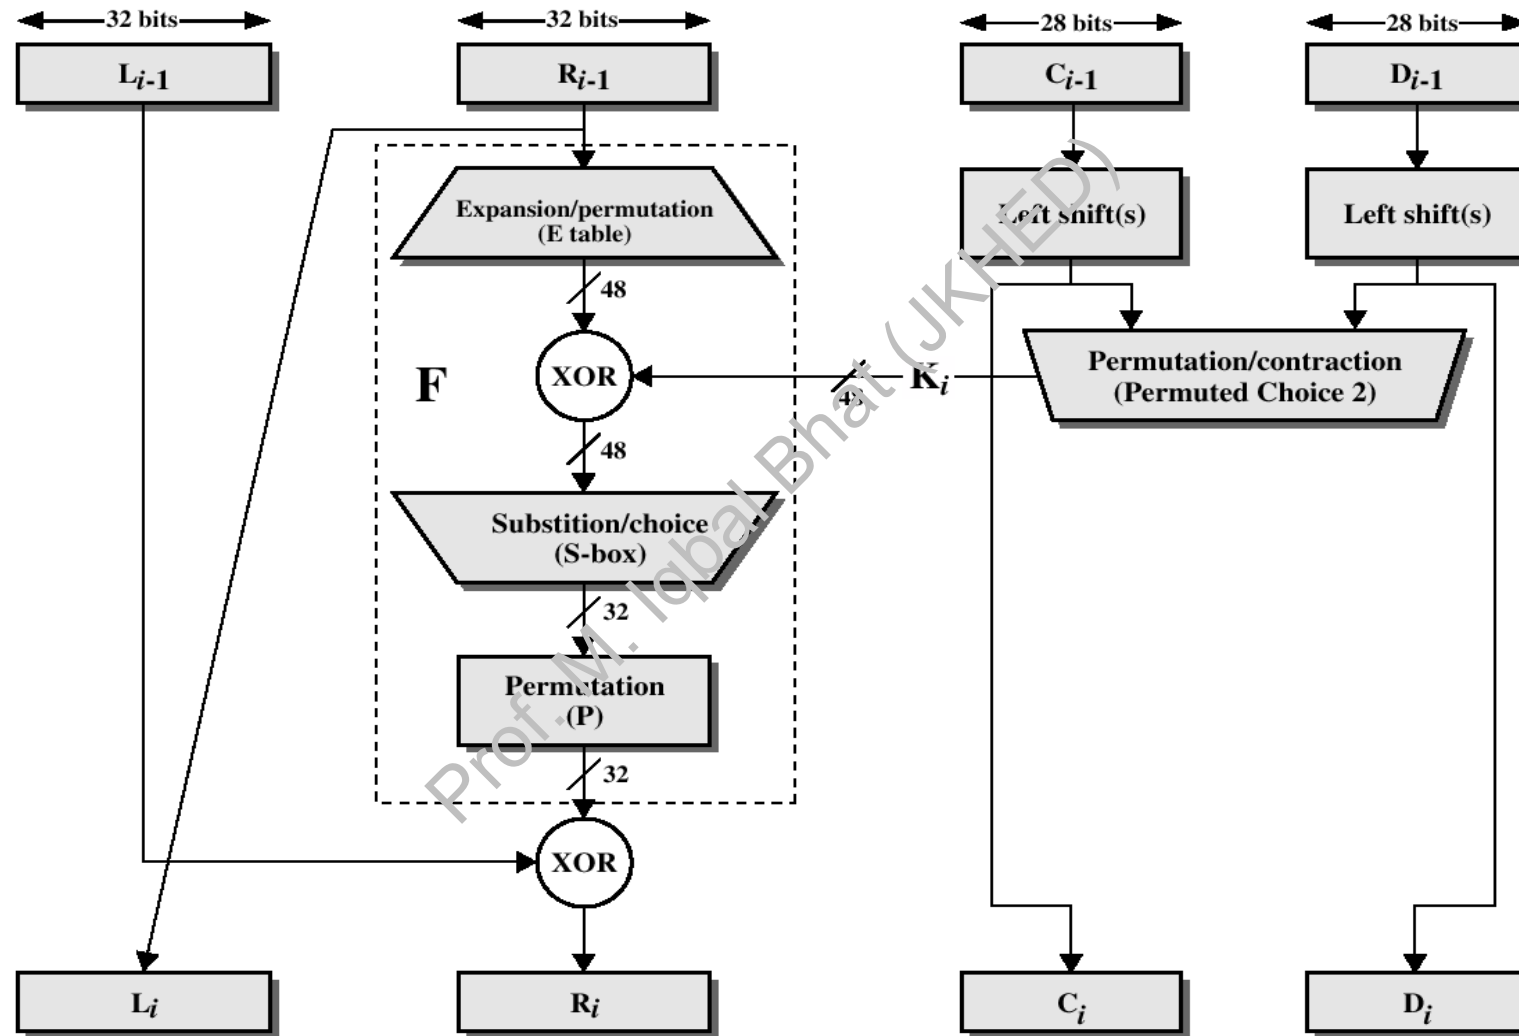 32 bits
32 bits
28 bits
28 bits
Li-1
Ri-1
Ci-1
Di-1
Expansion/permutation
(E table)
Left shift(s)
Left shift(s)
48
F
XOR
48
Ki
Permutation/contraction
(Permuted Choice 2)
48
Substition/choice
(S-box)
32
Permutation
(P)
32
XOR
Li
Ri
Ci
Di
Prof. M. Iqbal Bhat (JKHED)